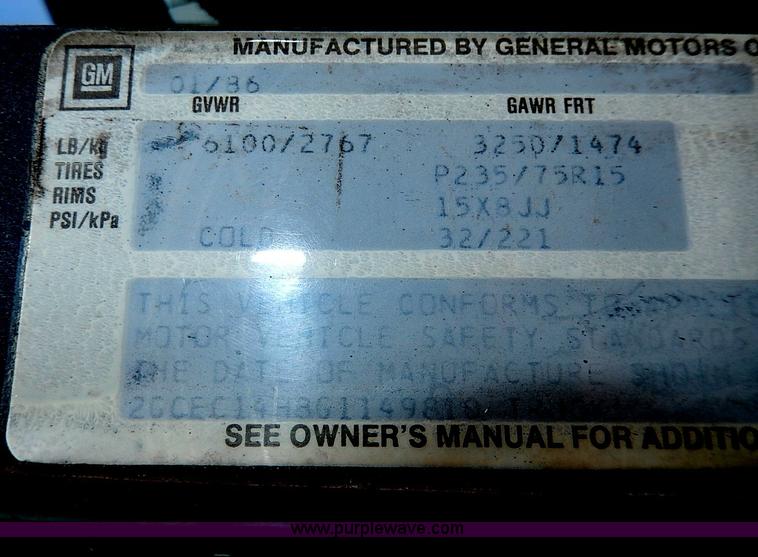 MANUFACTURED BY GENERAL MOTORS
GM
01/86
GVWR GAWR FRT
LB/kg 6100/2767 3250/1474
TIRES P235/75R15
RIMS 15X8JJ
PSI/kPa COLD 32/221
THIS VEHICLE CONFORMS
MOTOR VEHICLE SAFETY STANDARDS
THE DATE OF MANUFACTURE SHOWN
SEE OWNER'S MANUAL FOR
www.purplewave.com